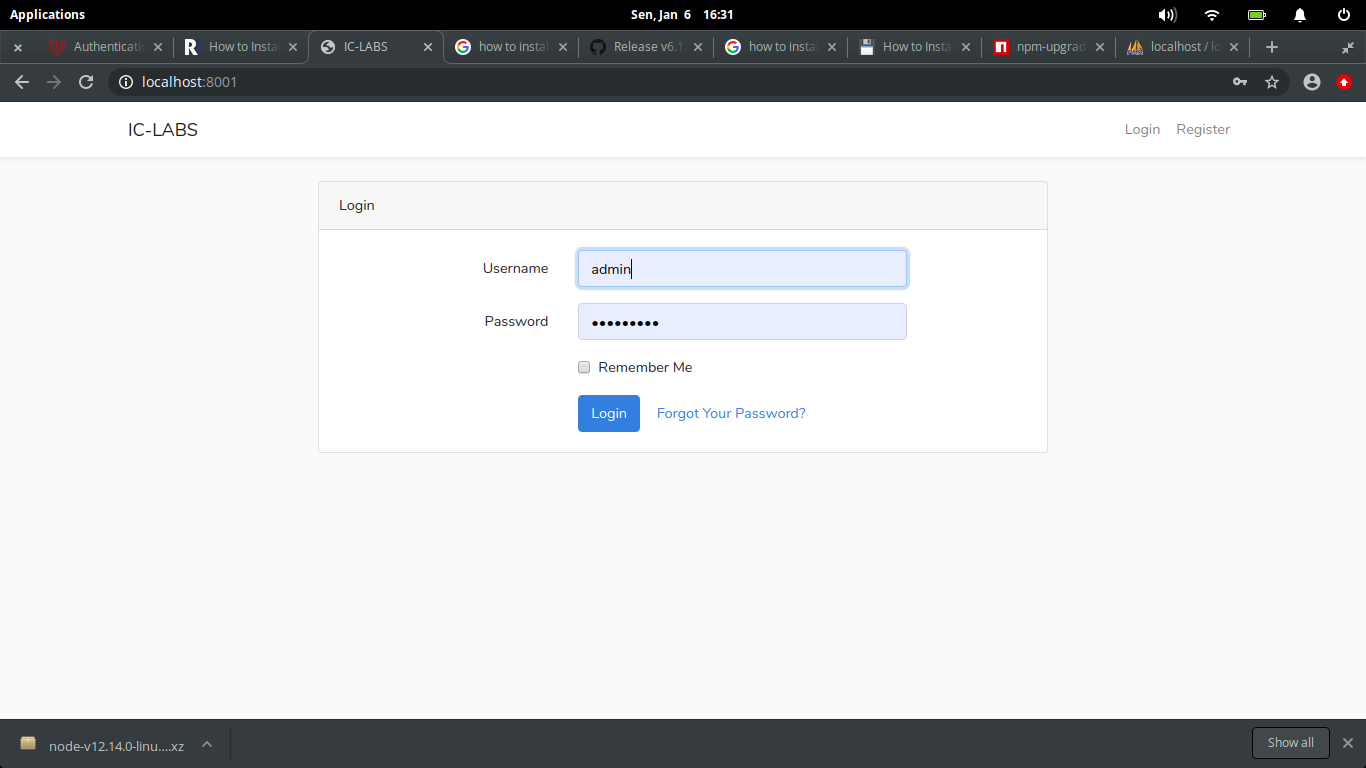 Applications Sen, Jan 6 16:31
Authenticati How to Insta IC-LABS how to instal Release v6.1 how to instal How to Insta npm-upgrad localhost / lo
localhost:8001
IC-LABS Login Register
Login
Username admin
Password •••••••••
Remember Me
Login Forgot Your Password?
node-v12.14.0-linu....xz Show all